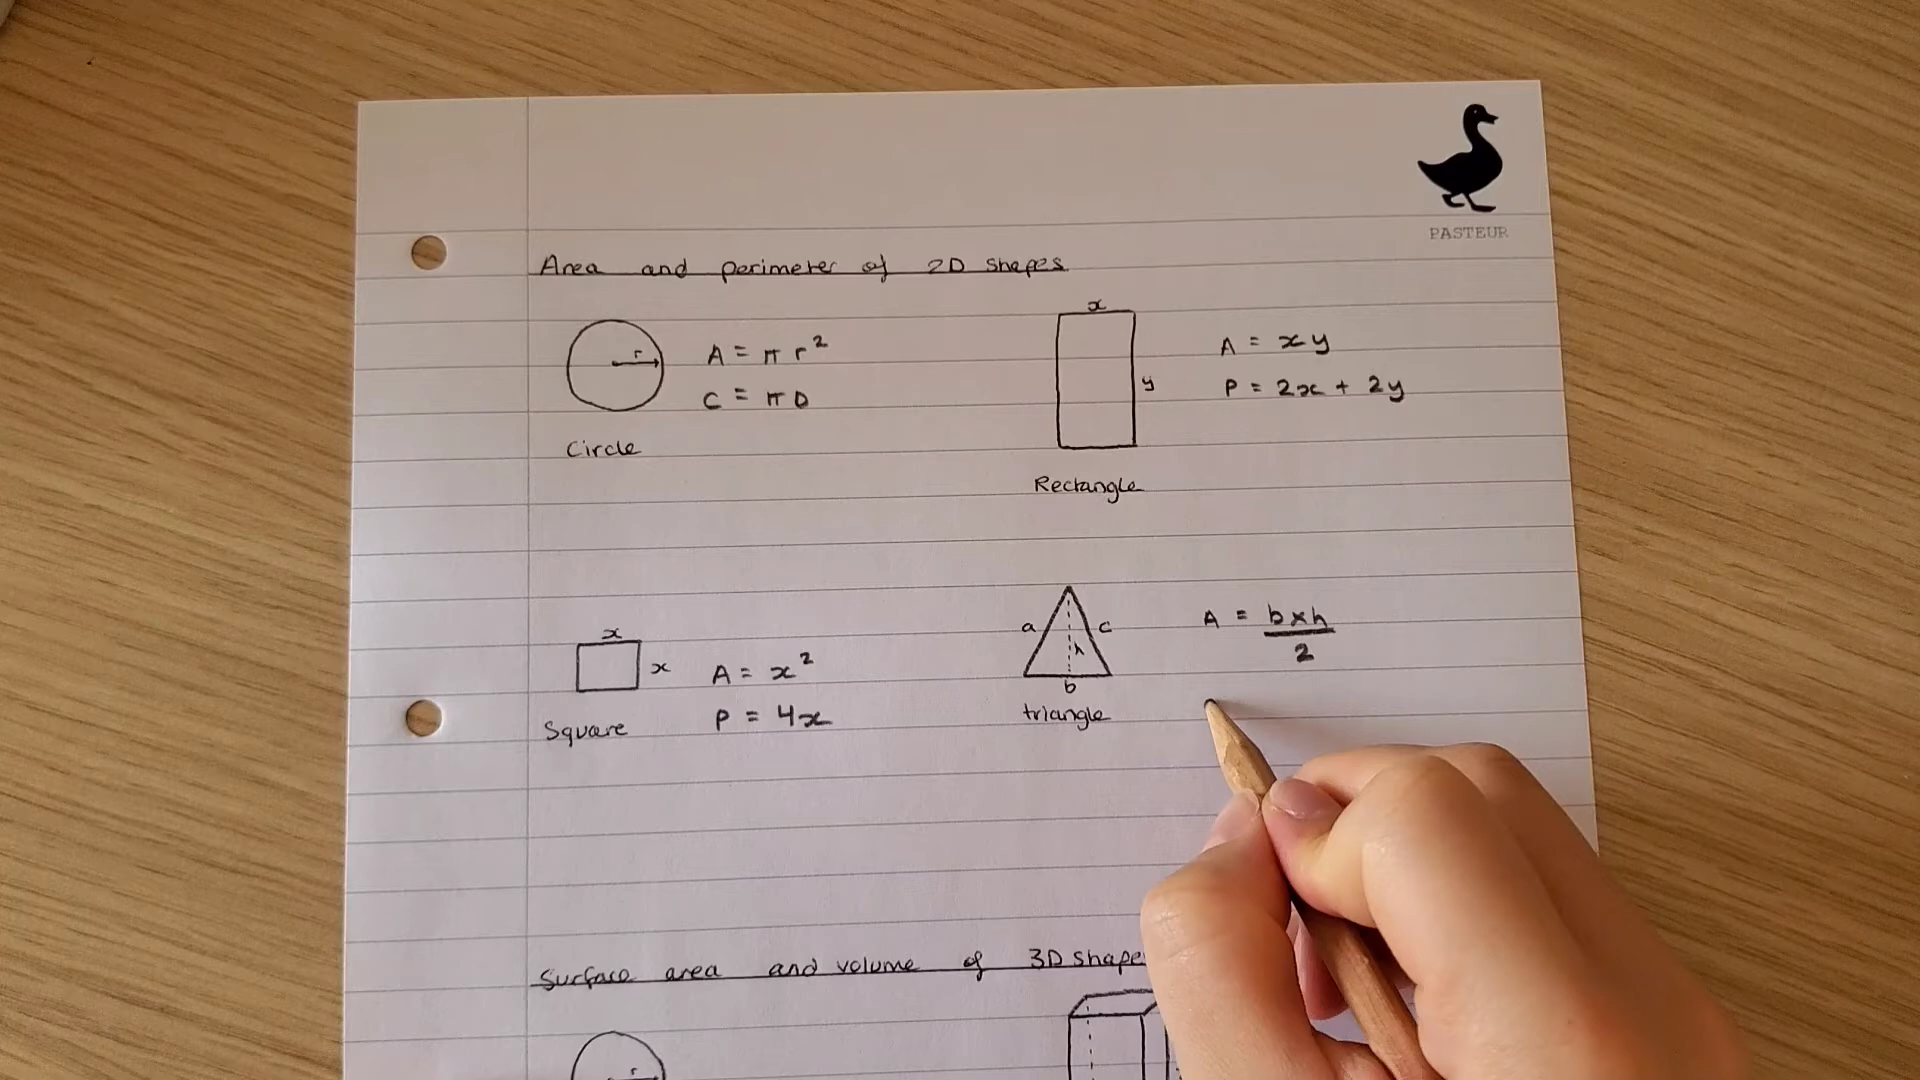 PASTEUR
Area and perimeter of 2D shapes
r
A = π r²
C = π D
Circle
x
y
A = xy
P = 2x + 2y
Rectangle
x
x
A = x²
P = 4x
Square
a
c
h
b
triangle
A = b×h
2
Surface area and volume of 3D shape
r